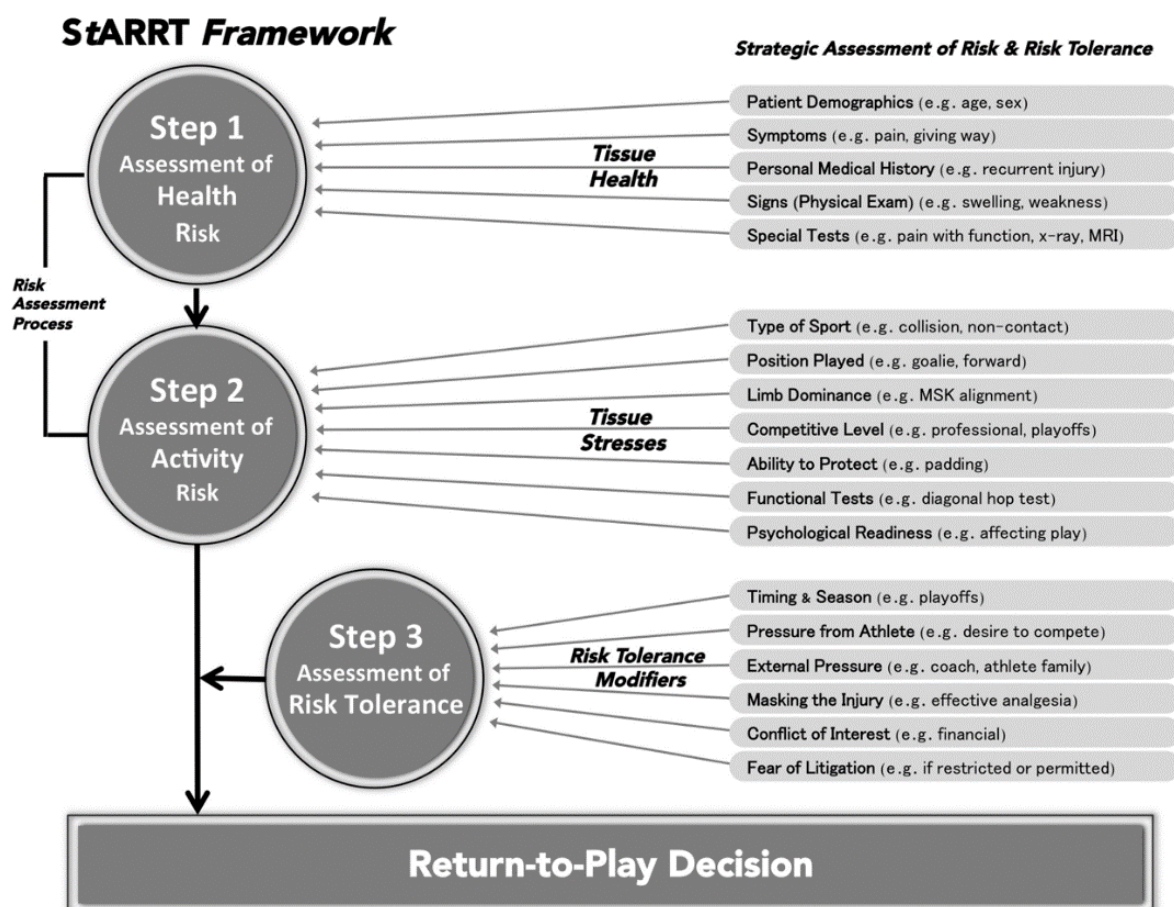 StARRT Framework
Strategic Assessment of Risk & Risk Tolerance
Step 1
Assessment of
Health
Risk
Tissue
Health
Patient Demographics (e.g. age, sex)
Symptoms (e.g. pain, giving way)
Personal Medical History (e.g. recurrent injury)
Signs (Physical Exam) (e.g. swelling, weakness)
Special Tests (e.g. pain with function, x-ray, MRI)
Risk
Assessment
Process
Step 2
Assessment of
Activity
Risk
Tissue
Stresses
Type of Sport (e.g. collision, non-contact)
Position Played (e.g. goalie, forward)
Limb Dominance (e.g. MSK alignment)
Competitive Level (e.g. professional, playoffs)
Ability to Protect (e.g. padding)
Functional Tests (e.g. diagonal hop test)
Psychological Readiness (e.g. affecting play)
Step 3
Assessment of
Risk Tolerance
Risk Tolerance
Modifiers
Timing & Season (e.g. playoffs)
Pressure from Athlete (e.g. desire to compete)
External Pressure (e.g. coach, athlete family)
Masking the Injury (e.g. effective analgesia)
Conflict of Interest (e.g. financial)
Fear of Litigation (e.g. if restricted or permitted)
Return-to-Play Decision